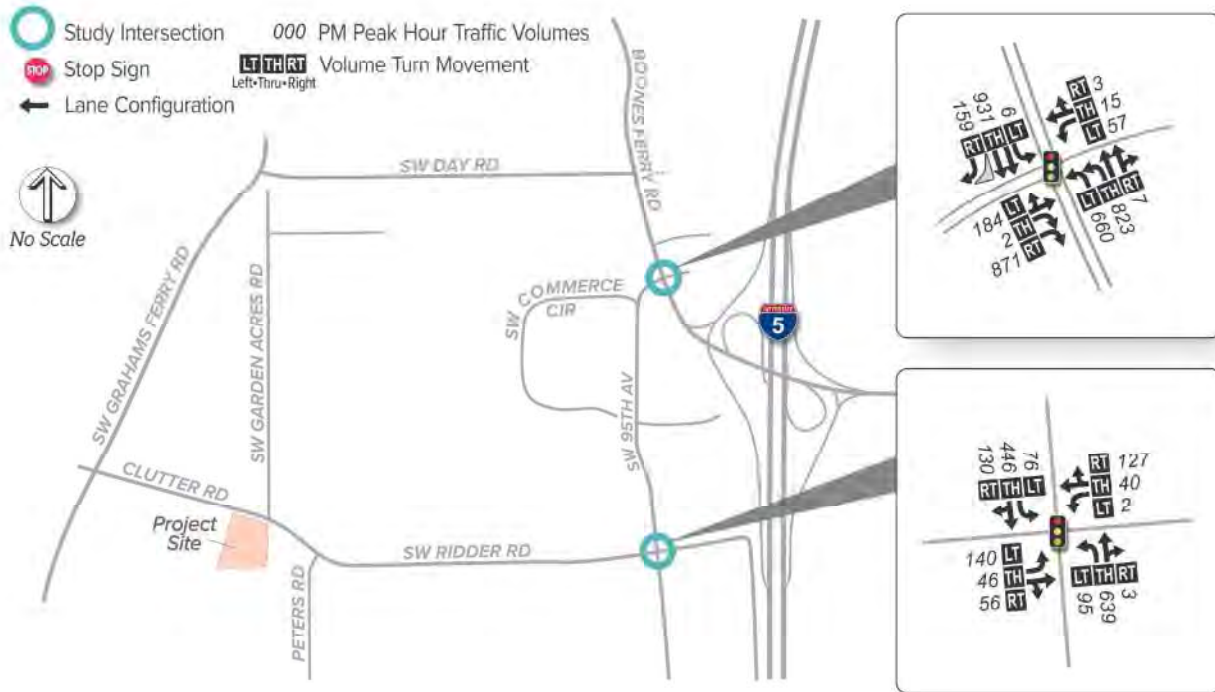 Study Intersection
000 PM Peak Hour Traffic Volumes
STOP Stop Sign
LT TH RT Volume Turn Movement
Left•Thru•Right
Lane Configuration
No Scale
BOONES FERRY RD
SW DAY RD
SW GRAHAMS FERRY RD
SW GARDEN ACRES RD
SW COMMERCE
CIR
INTERSTATE
5
SW 95TH AV
CLUTTER RD
Project
Site
SW RIDDER RD
PETERS RD
159 931 6
RT TH LT
RT 3
TH 15
LT 57
184 LT
2 TH
871 RT
LT TH RT
660 823 7
130 446 76
RT TH LT
RT 127
TH 40
LT 2
140 LT
46 TH
56 RT
LT TH RT
95 639 3